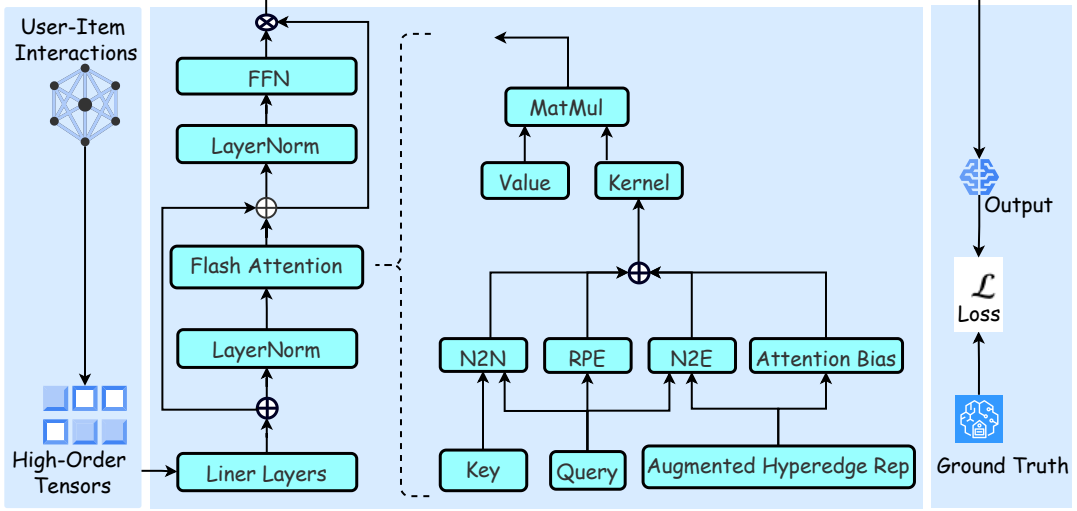 User-Item
Interactions
High-Order
Tensors
FFN
LayerNorm
Flash Attention
LayerNorm
Liner Layers
MatMul
Value
Kernel
N2N
RPE
N2E
Attention Bias
Key
Query
Augmented Hyperedge Rep
Output
ℒ
Loss
Ground Truth